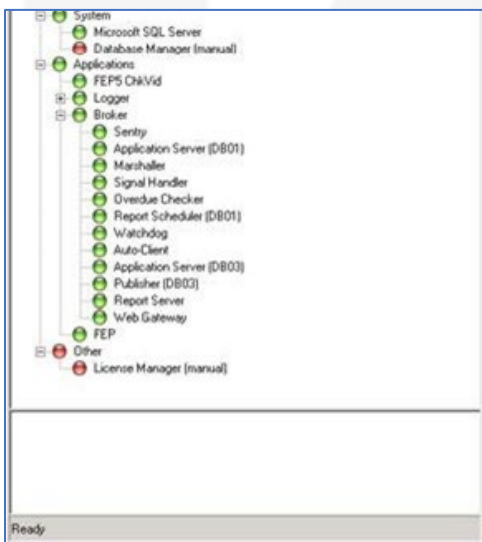 System
Microsoft SQL Server
Database Manager (manual)
Applications
FEP5 ChkVid
Logger
Broker
Sentry
Application Server (DB01)
Marshaller
Signal Handler
Overdue Checker
Report Scheduler (DB01)
Watchdog
Auto-Client
Application Server (DB03)
Publisher (DB03)
Report Server
Web Gateway
FEP
Other
License Manager (manual)
Ready